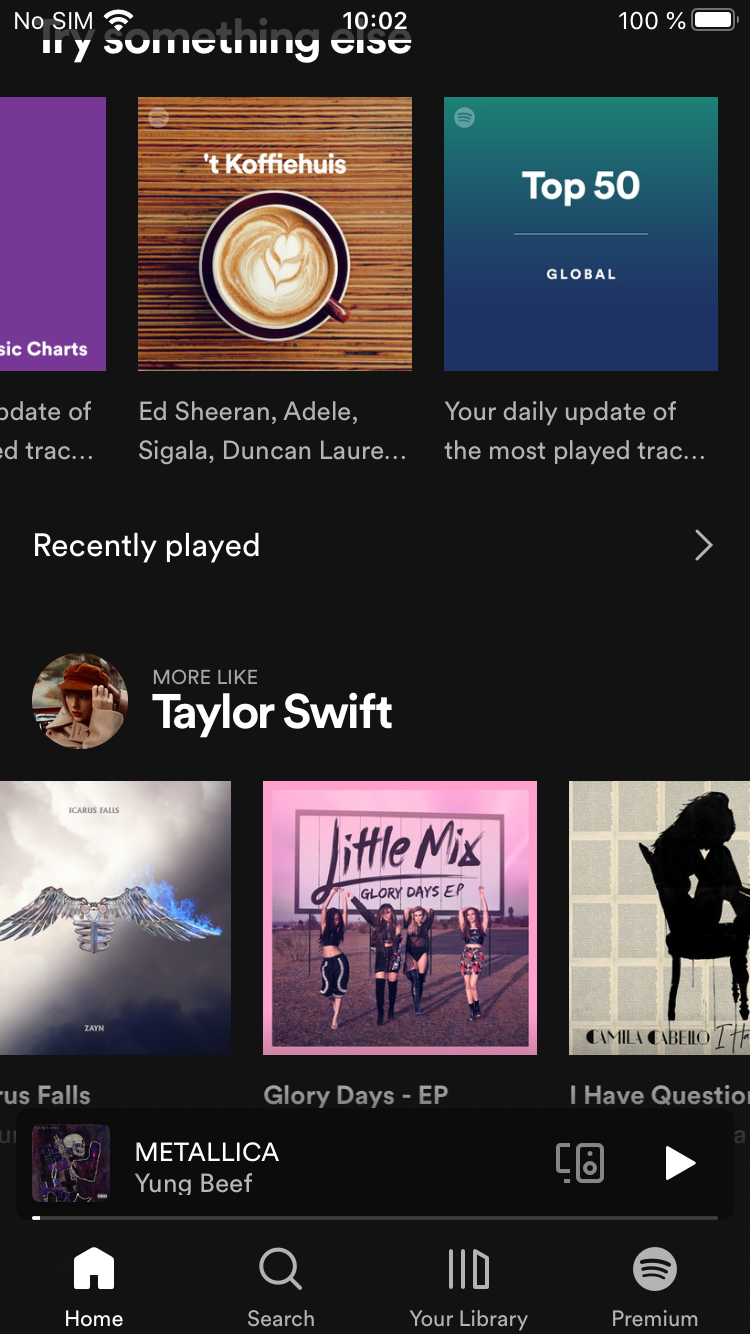 No SIM 10:02 100 %
Try something else
't Koffiehuis
Top 50
GLOBAL
sic Charts
pdate of
ed trac...
Ed Sheeran, Adele,
Sigala, Duncan Laure...
Your daily update of
the most played trac...
Recently played
MORE LIKE
Taylor Swift
ICARUS FALLS
ZAYN
Little Mix
GLORY DAYS EP
CAMILA CABELLO I Ha
rus Falls
Glory Days - EP
I Have Question
METALLICA
Yung Beef
Home
Search
Your Library
Premium